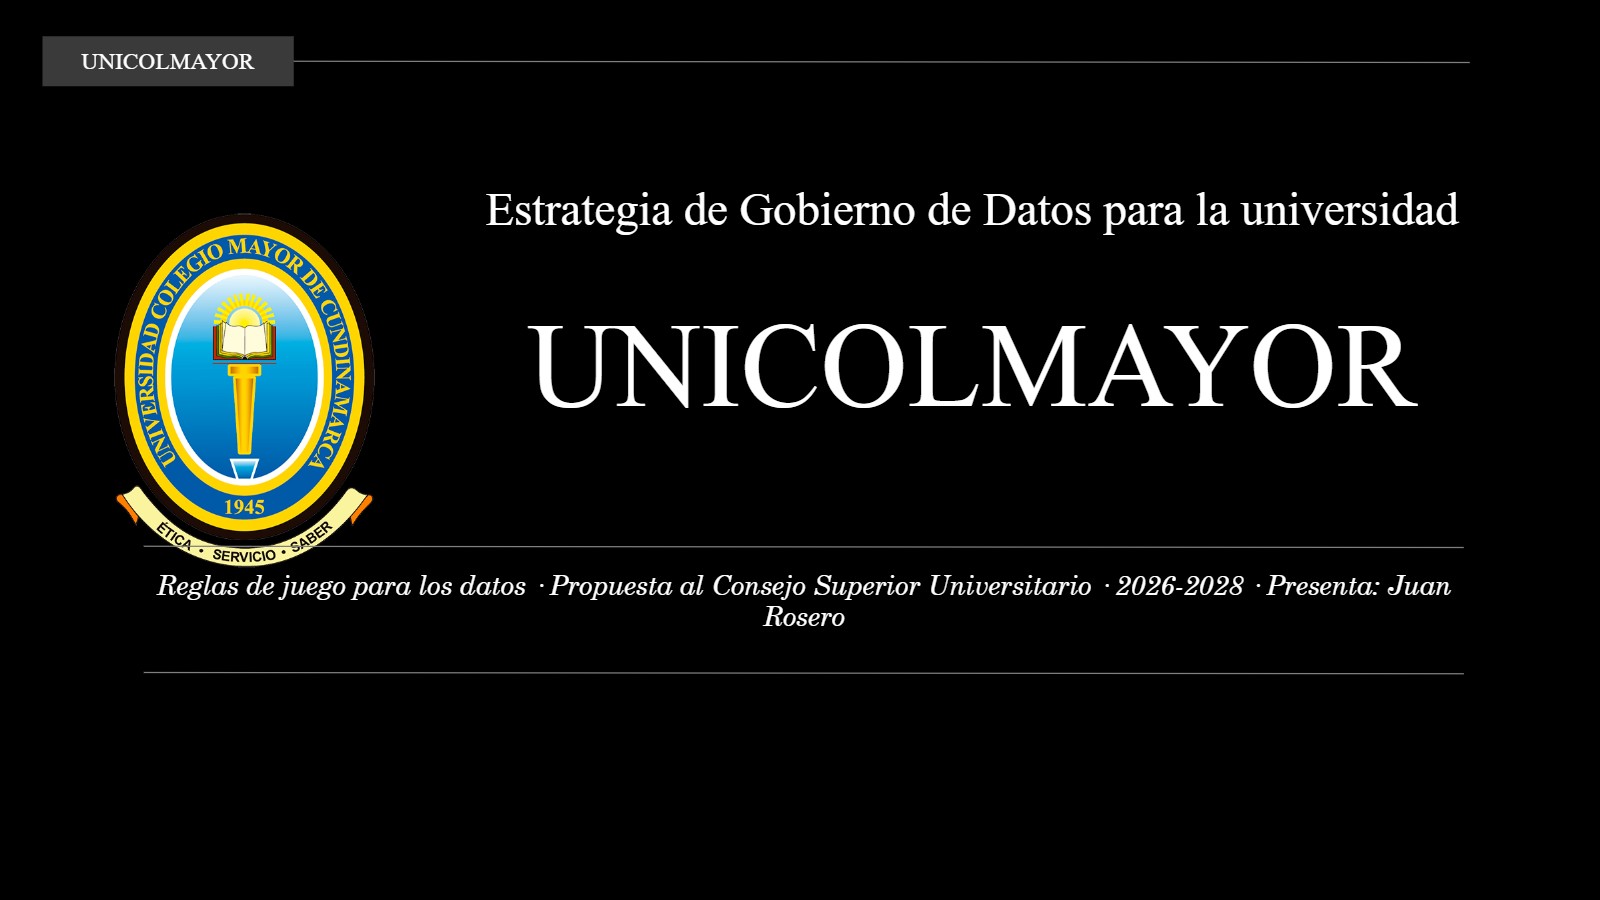 UNICOLMAYOR
Estrategia de Gobierno de Datos para la universidad
UNICOLMAYOR
UNIVERSIDAD COLEGIO MAYOR DE CUNDINAMARCA
1945
ÉTICA • SERVICIO • SABER
Reglas de juego para los datos · Propuesta al Consejo Superior Universitario · 2026-2028 · Presenta: Juan
Rosero